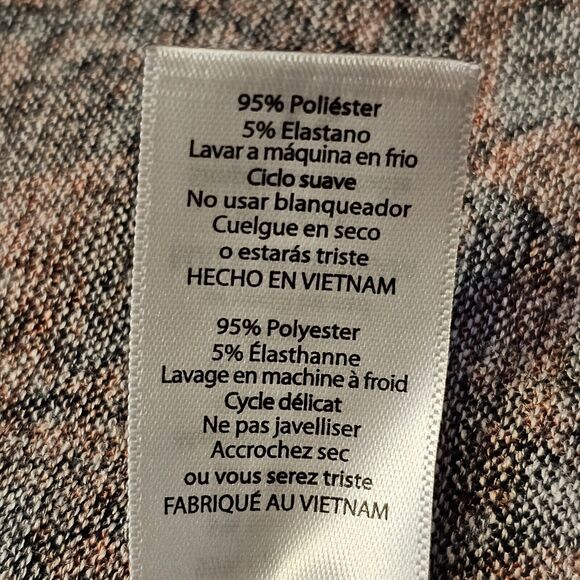 95% Poliéster
5% Elastano
Lavar a máquina en frio
Ciclo suave
No usar blanqueador
Cuelgue en seco
o estarás triste
HECHO EN VIETNAM
95% Polyester
5% Élasthanne
Lavage en machine à froid
Cycle délicat
Ne pas javelliser
Accrochez sec
ou vous serez triste
FABRIQUÉ AU VIETNAM